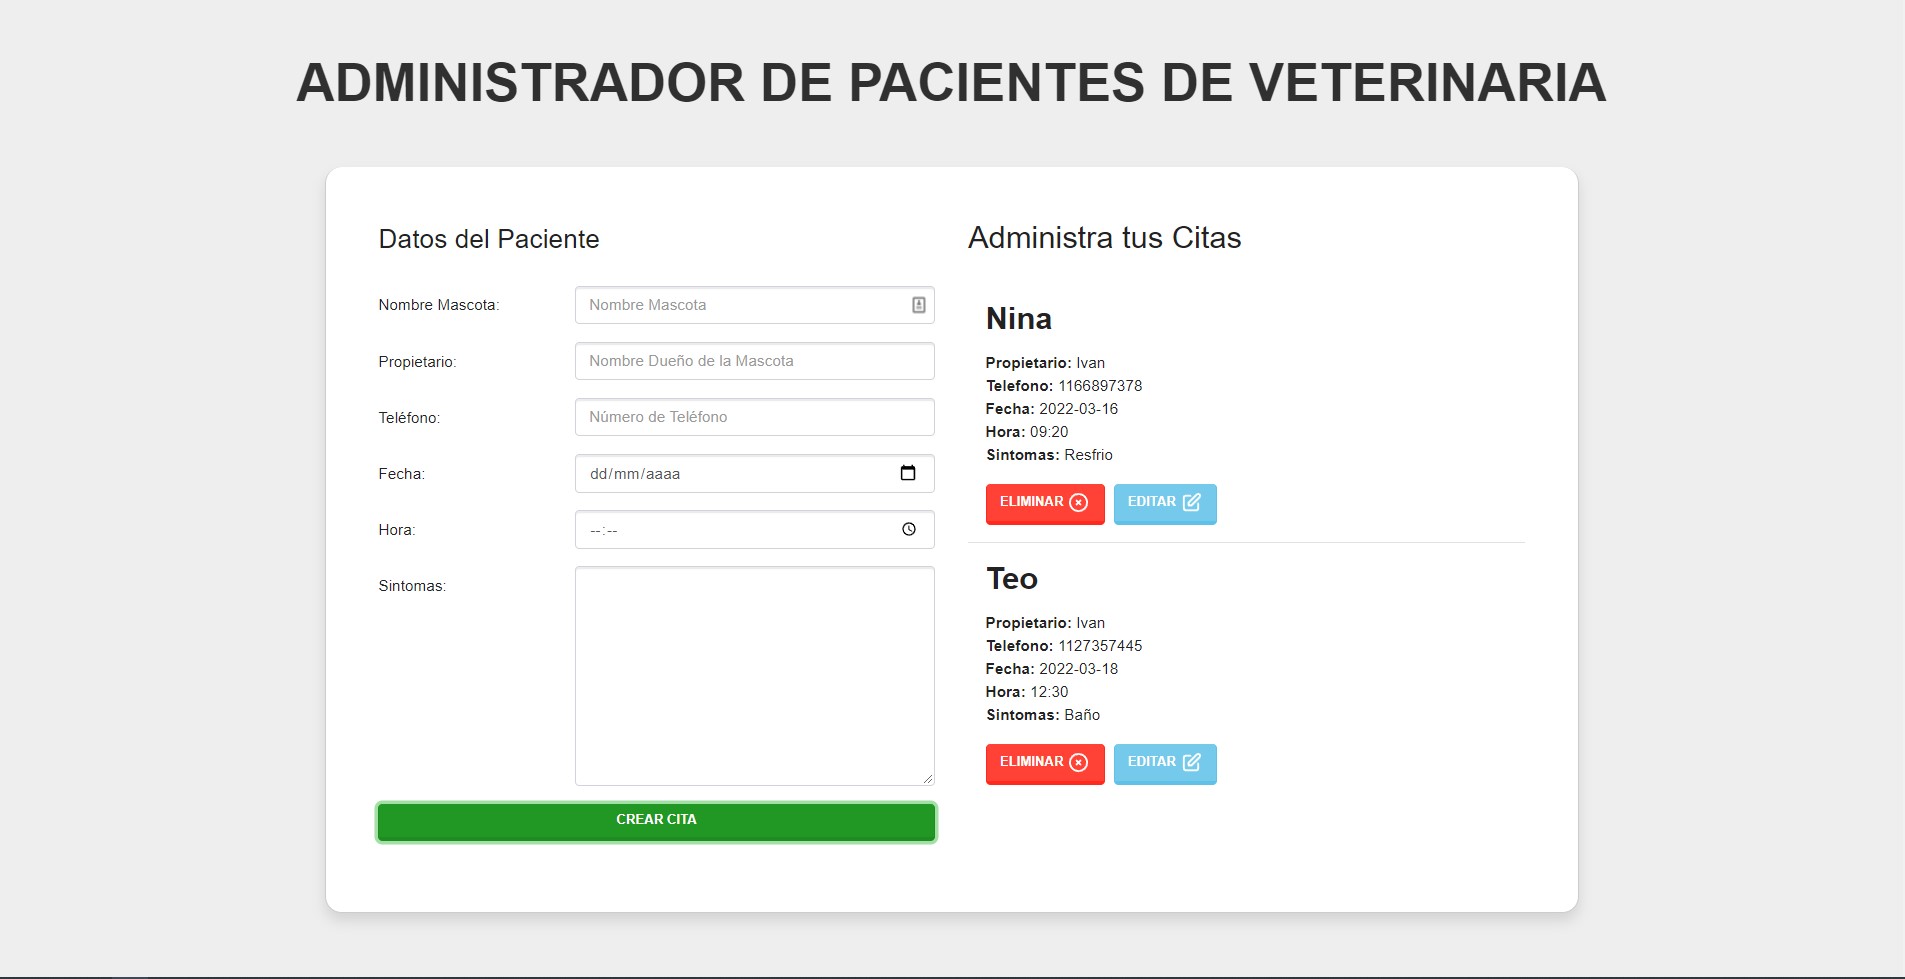 ADMINISTRADOR DE PACIENTES DE VETERINARIA
Datos del Paciente
Nombre Mascota:
Nombre Mascota
Propietario:
Nombre Dueño de la Mascota
Teléfono:
Número de Teléfono
Fecha:
dd/mm/aaaa
Hora:
--:--
Sintomas:
CREAR CITA
Administra tus Citas
Nina
Propietario: Ivan
Telefono: 1166897378
Fecha: 2022-03-16
Hora: 09:20
Sintomas: Resfrio
ELIMINAR EDITAR
Teo
Propietario: Ivan
Telefono: 1127357445
Fecha: 2022-03-18
Hora: 12:30
Sintomas: Baño
ELIMINAR EDITAR